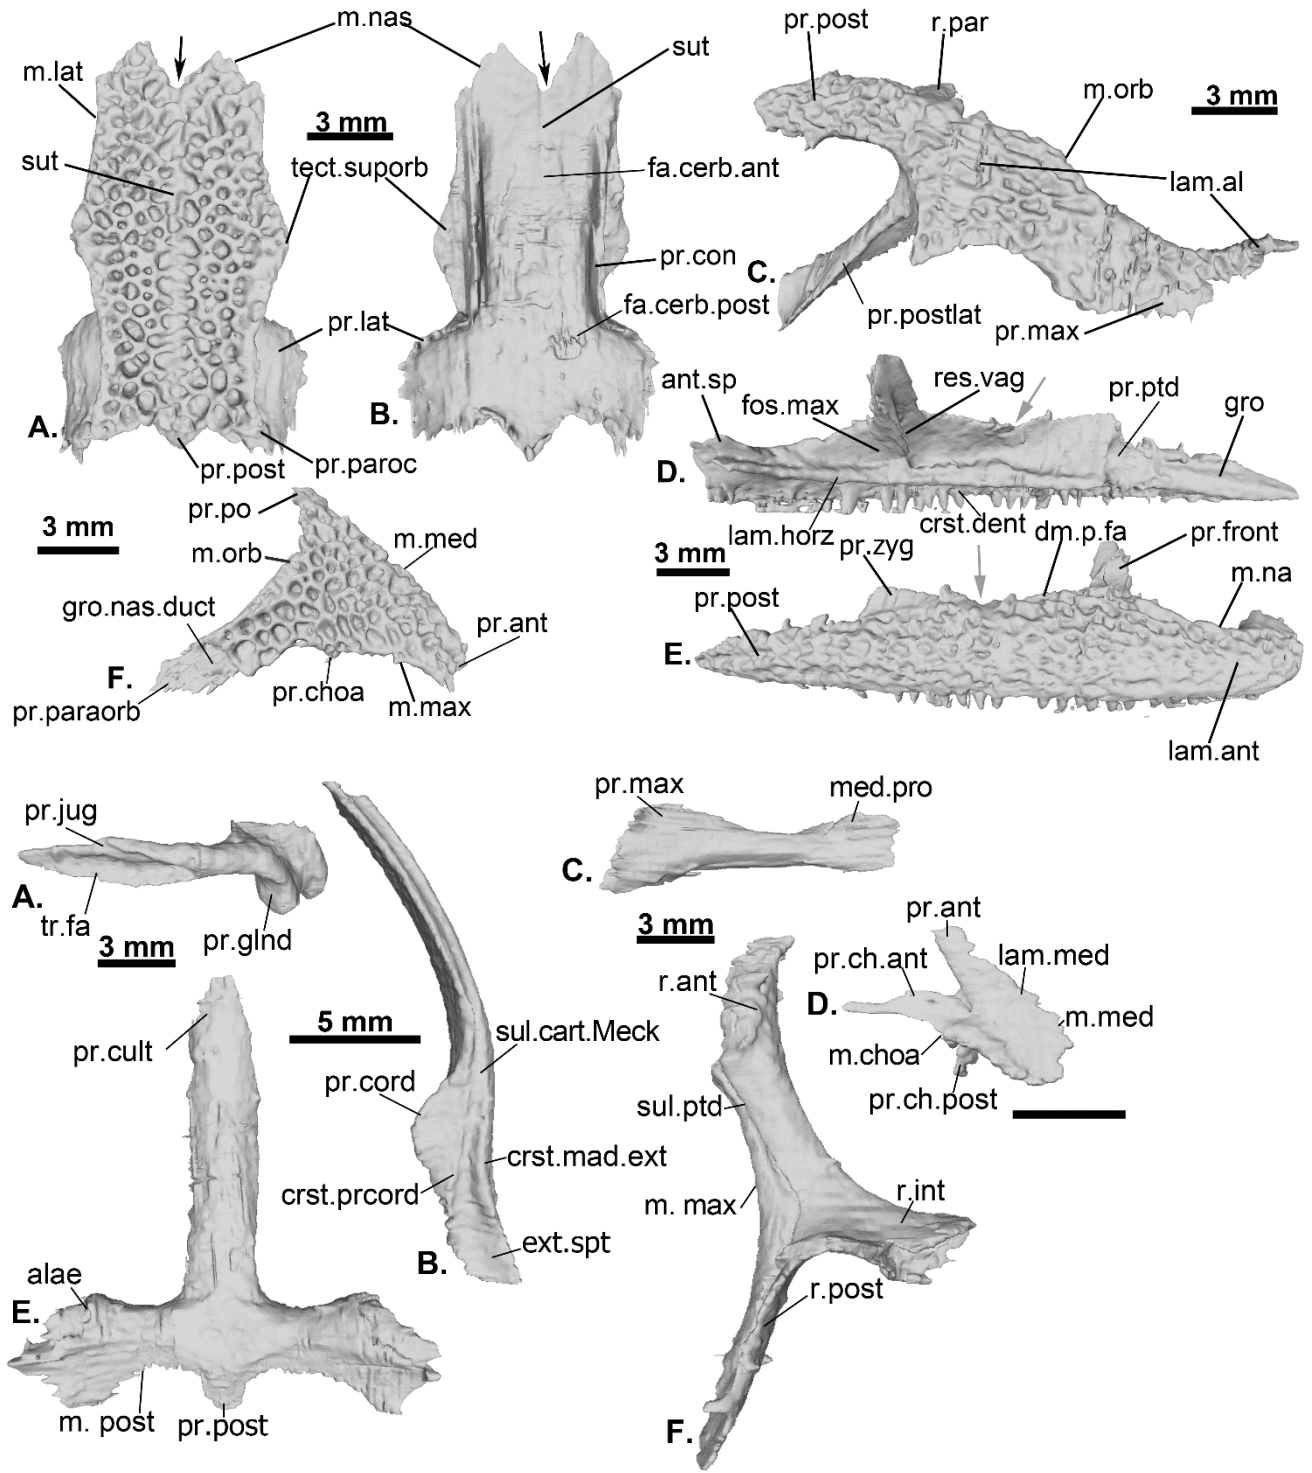 m.nas
pr.post
r.par
m.lat
sut
m.orb
3 mm
3 mm
sut
tect.suporb
fa.cerb.ant
lam.al
pr.con
C.
fa.cerb.post
pr.lat
pr.postlat
pr.max
ant.sp
res.vag
pr.ptd
fos.max
gro
A.
B.
pr.post
pr.paroc
D.
pr.po
3 mm
m.orb
m.med
lam.horz
crst.dent
dm.p.fa
pr.front
pr.zyg
3 mm
m.na
gro.nas.duct
pr.post
pr.ant
E.
F.
pr.choa
m.max
pr.paraorb
lam.ant
pr.jug
pr.max
med.pro
C.
A.
tr.fa
pr.glnd
3 mm
3 mm
pr.ant
pr.ch.ant
lam.med
r.ant
D.
5 mm
sul.cart.Meck
m.med
pr.cult
m.choa
pr.cord
pr.ch.post
sul.ptd
crst.mad.ext
crst.prcord
m. max
r.int
ext.spt
B.
alae
E.
r.post
m. post
pr.post
F.